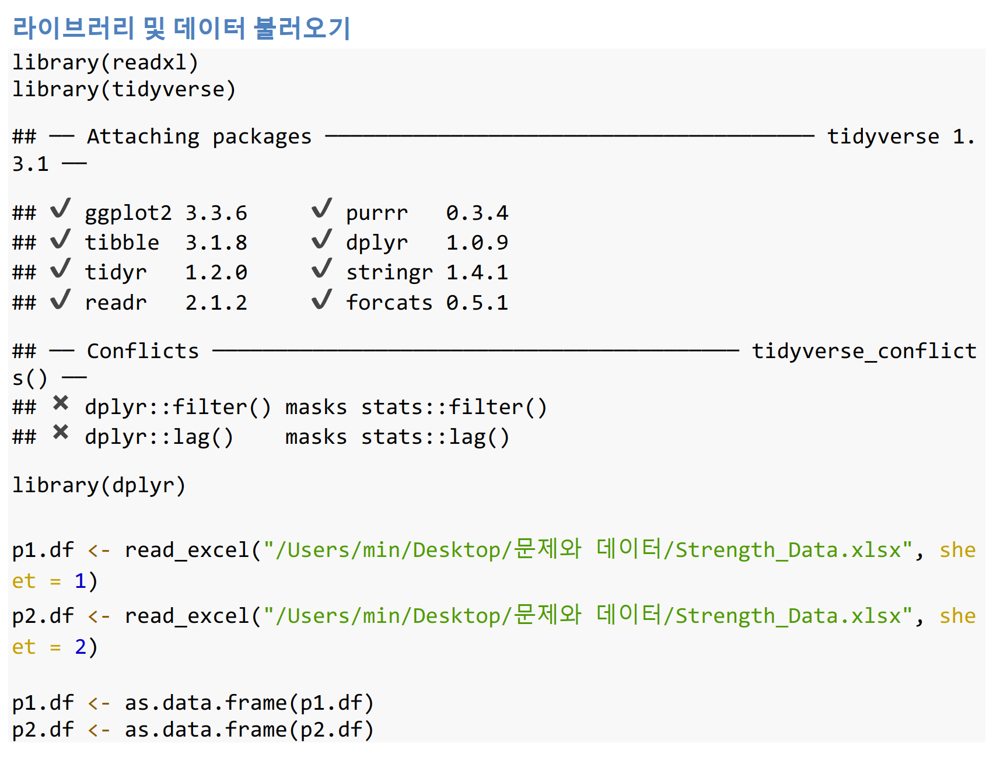 라이브러리 및 데이터 불러오기
library(readxl)
library(tidyverse)
## ── Attaching packages ─────────────────────────────────────── tidyverse 1.
3.1 ──
## ✔ ggplot2 3.3.6     ✔ purrr   0.3.4
## ✔ tibble  3.1.8     ✔ dplyr   1.0.9
## ✔ tidyr   1.2.0     ✔ stringr 1.4.1
## ✔ readr   2.1.2     ✔ forcats 0.5.1
## ── Conflicts ────────────────────────────────────────── tidyverse_conflict
s() ──
## ✖ dplyr::filter() masks stats::filter()
## ✖ dplyr::lag()    masks stats::lag()
library(dplyr)
p1.df <- read_excel("/Users/min/Desktop/문제와 데이터/Strength_Data.xlsx", she
et = 1)
p2.df <- read_excel("/Users/min/Desktop/문제와 데이터/Strength_Data.xlsx", she
et = 2)
p1.df <- as.data.frame(p1.df)
p2.df <- as.data.frame(p2.df)